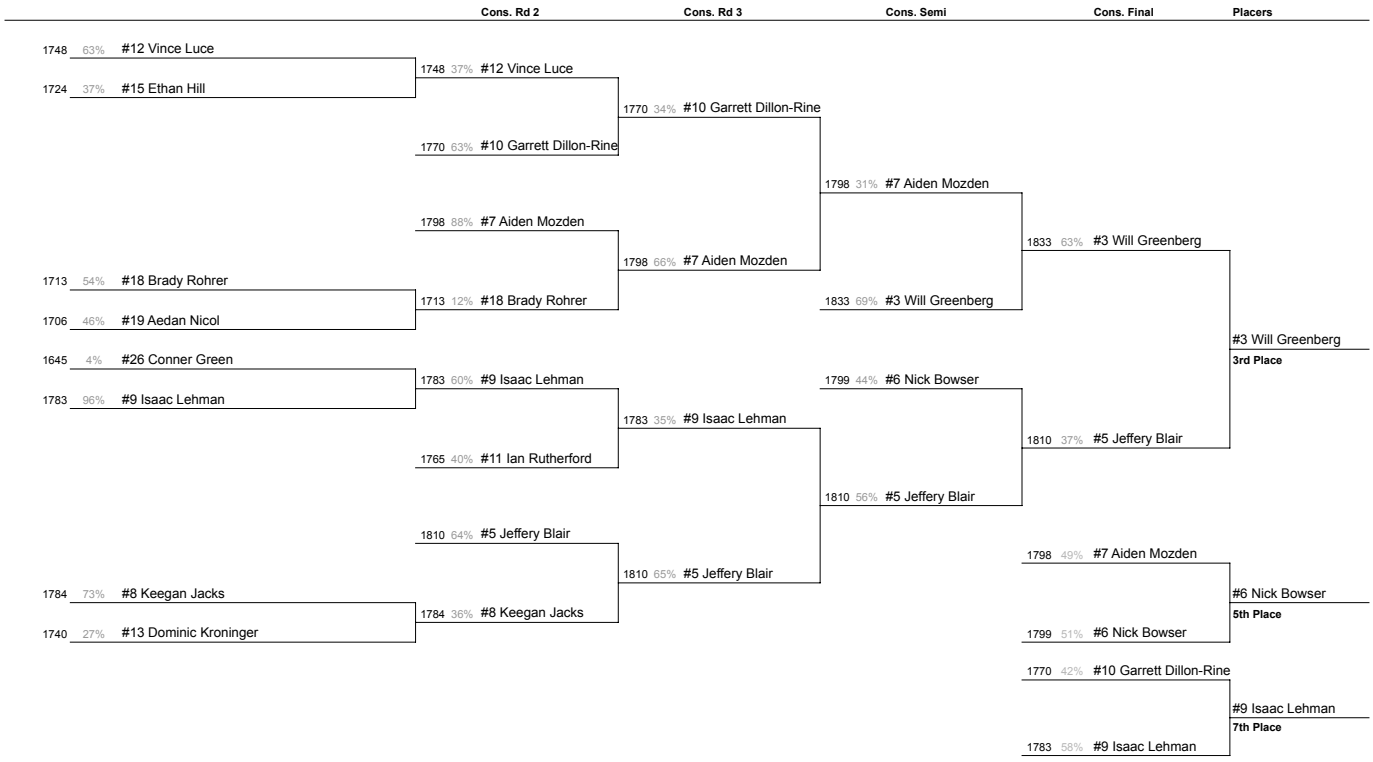 Cons. Rd 2 Cons. Rd 3 Cons. Semi Cons. Final Placers
1748 63% #12 Vince Luce
1748 37% #12 Vince Luce
1724 37% #15 Ethan Hill
1770 34% #10 Garrett Dillon-Rine
1770 63% #10 Garrett Dillon-Rine
1798 31% #7 Aiden Mozden
1798 88% #7 Aiden Mozden
1833 63% #3 Will Greenberg
1798 66% #7 Aiden Mozden
1713 54% #18 Brady Rohrer
1713 12% #18 Brady Rohrer
1833 69% #3 Will Greenberg
1706 46% #19 Aedan Nicol
#3 Will Greenberg
3rd Place
1645 4% #26 Conner Green
1783 60% #9 Isaac Lehman
1799 44% #6 Nick Bowser
1783 96% #9 Isaac Lehman
1783 35% #9 Isaac Lehman
1810 37% #5 Jeffery Blair
1765 40% #11 Ian Rutherford
1810 56% #5 Jeffery Blair
1810 64% #5 Jeffery Blair
1798 49% #7 Aiden Mozden
1810 65% #5 Jeffery Blair
1784 73% #8 Keegan Jacks
#6 Nick Bowser
5th Place
1784 36% #8 Keegan Jacks
1740 27% #13 Dominic Kroninger
1799 51% #6 Nick Bowser
1770 42% #10 Garrett Dillon-Rine
#9 Isaac Lehman
7th Place
1783 58% #9 Isaac Lehman